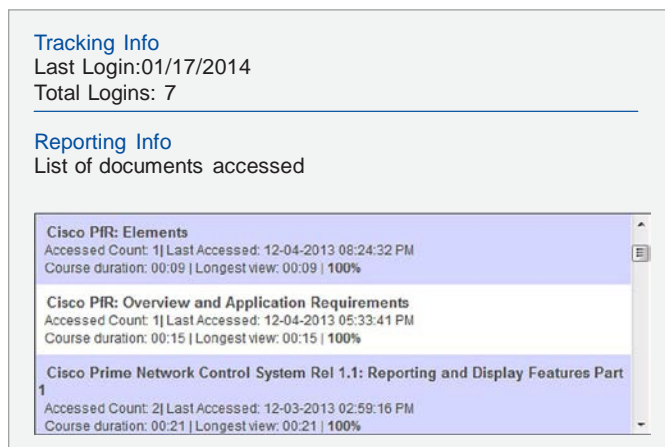 Tracking Info
Last Login:01/17/2014
Total Logins: 7
Reporting Info
List of documents accessed
Cisco PfR: Elements
Accessed Count: 1| Last Accessed: 12-04-2013 08:24:32 PM
Course duration: 00:09 | Longest view: 00:09 | 100%
Cisco PfR: Overview and Application Requirements
Accessed Count: 1| Last Accessed: 12-04-2013 05:33:41 PM
Course duration: 00:15 | Longest view: 00:15 | 100%
Cisco Prime Network Control System Rel 1.1: Reporting and Display Features Part
1
Accessed Count: 2| Last Accessed: 12-03-2013 02:59:16 PM
Course duration: 00:21 | Longest view: 00:21 | 100%